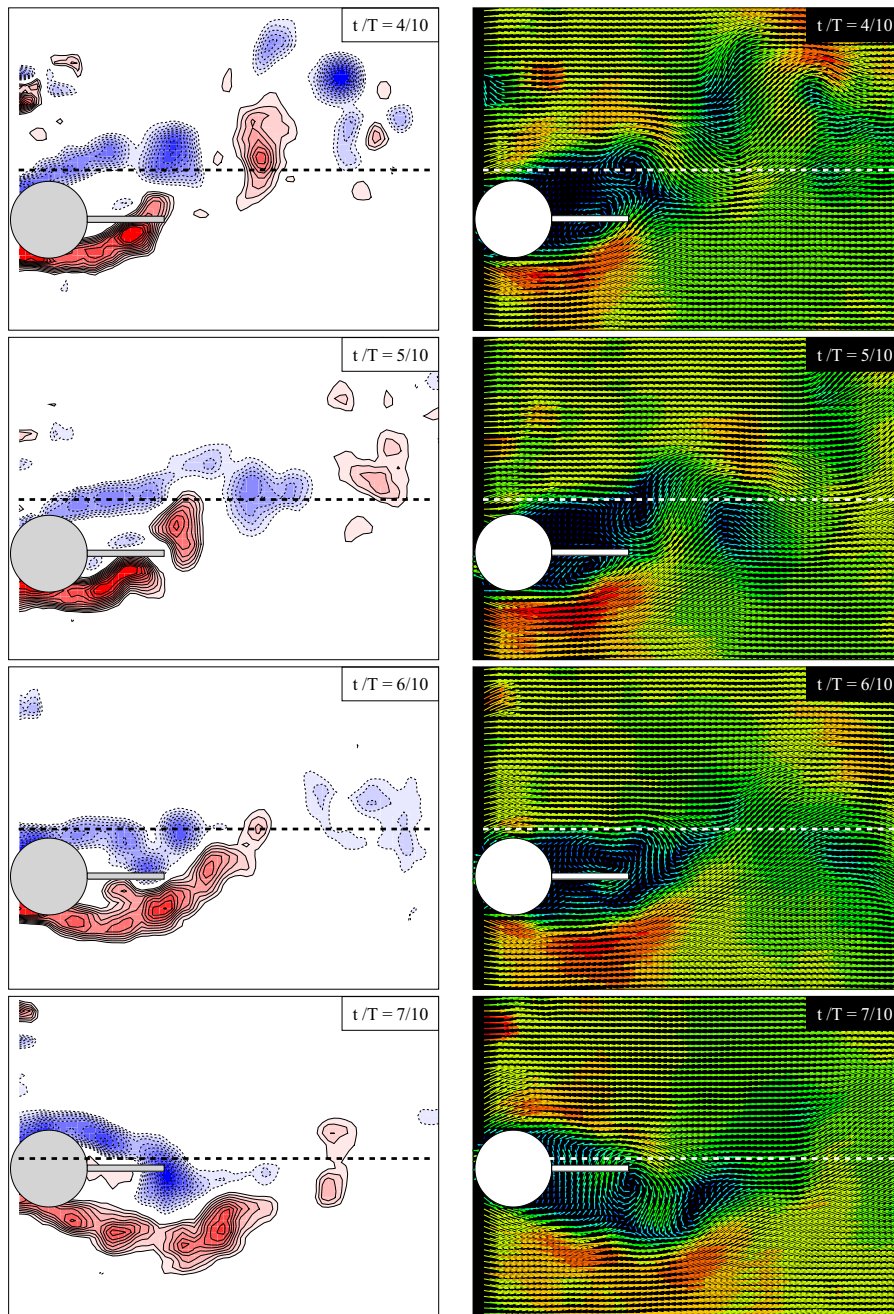 t /T = 4/10
t /T = 4/10
t /T = 5/10
t /T = 5/10
t /T = 6/10
t /T = 6/10
t /T = 7/10
t /T = 7/10